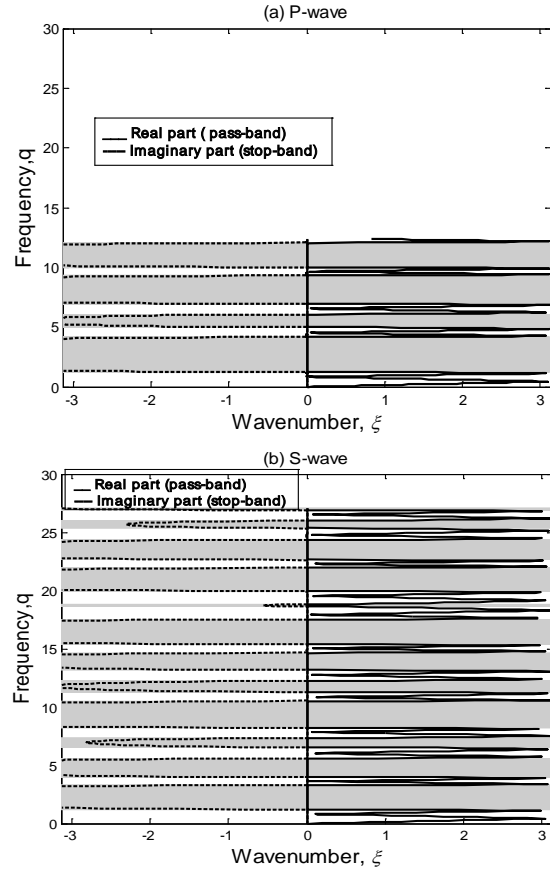 (a) P-wave
30
25
20
15
10
5
0
Frequency,q
Real part ( pass-band)
Imaginary part (stop-band)
-3 -2 -1 0 1 2 3
Wavenumber, ξ
(b) S-wave
30
25
20
15
10
5
0
Frequency,q
Real part (pass-band)
Imaginary part (stop-band)
-3 -2 -1 0 1 2 3
Wavenumber, ξ